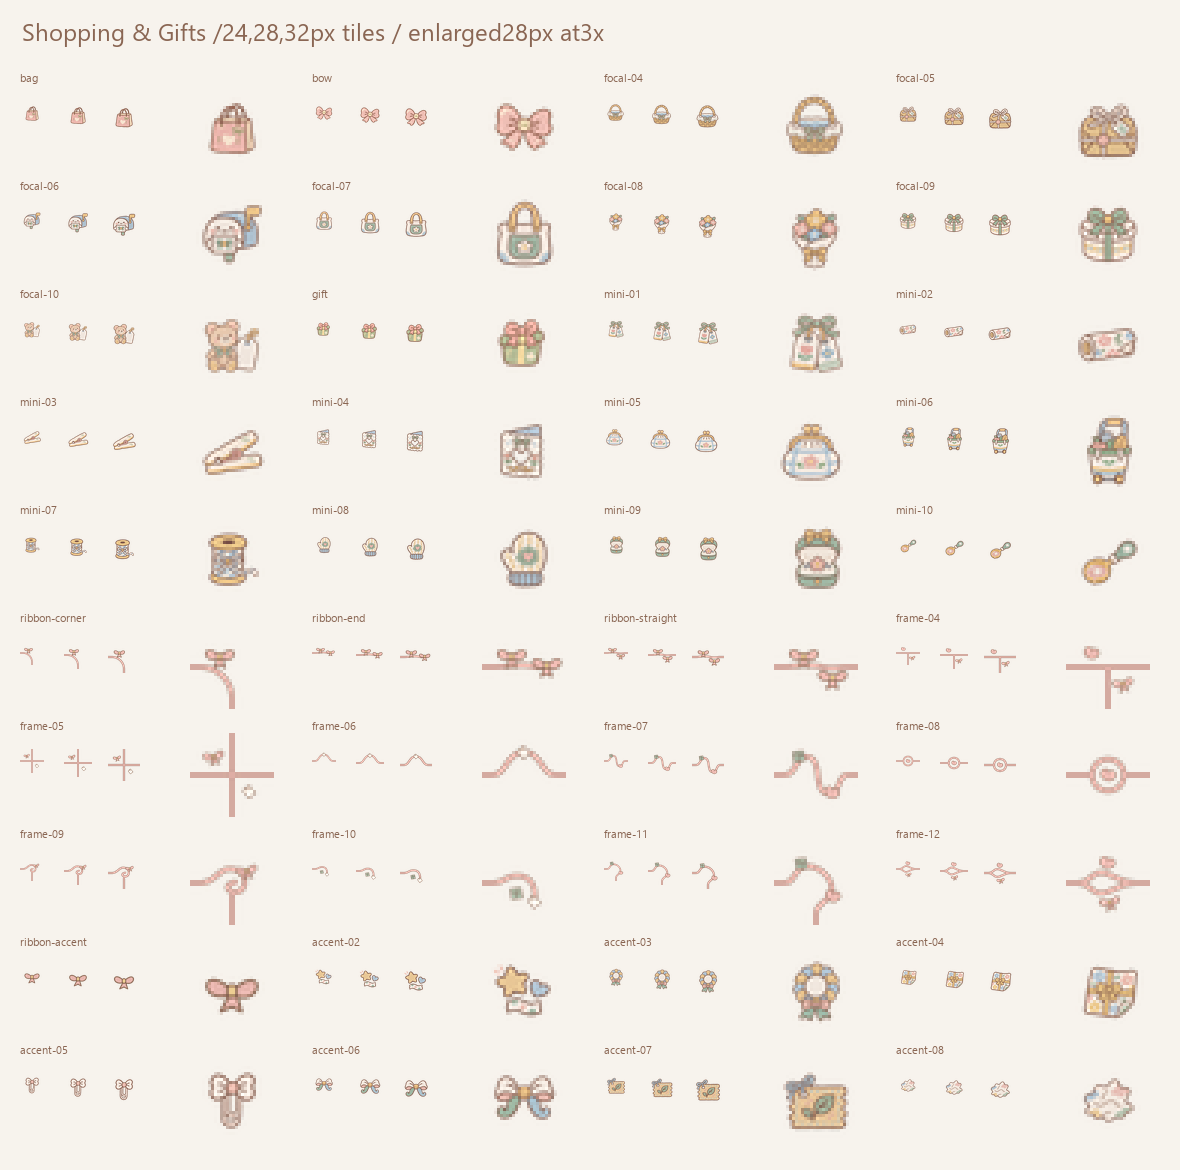 Shopping & Gifts /24,28,32px tiles / enlarged28px at3x
bag
bow
focal-04
focal-05
focal-06
focal-07
focal-08
focal-09
focal-10
gift
mini-01
mini-02
mini-03
mini-04
mini-05
mini-06
mini-07
mini-08
mini-09
mini-10
ribbon-corner
ribbon-end
ribbon-straight
frame-04
frame-05
frame-06
frame-07
frame-08
frame-09
frame-10
frame-11
frame-12
ribbon-accent
accent-02
accent-03
accent-04
accent-05
accent-06
accent-07
accent-08